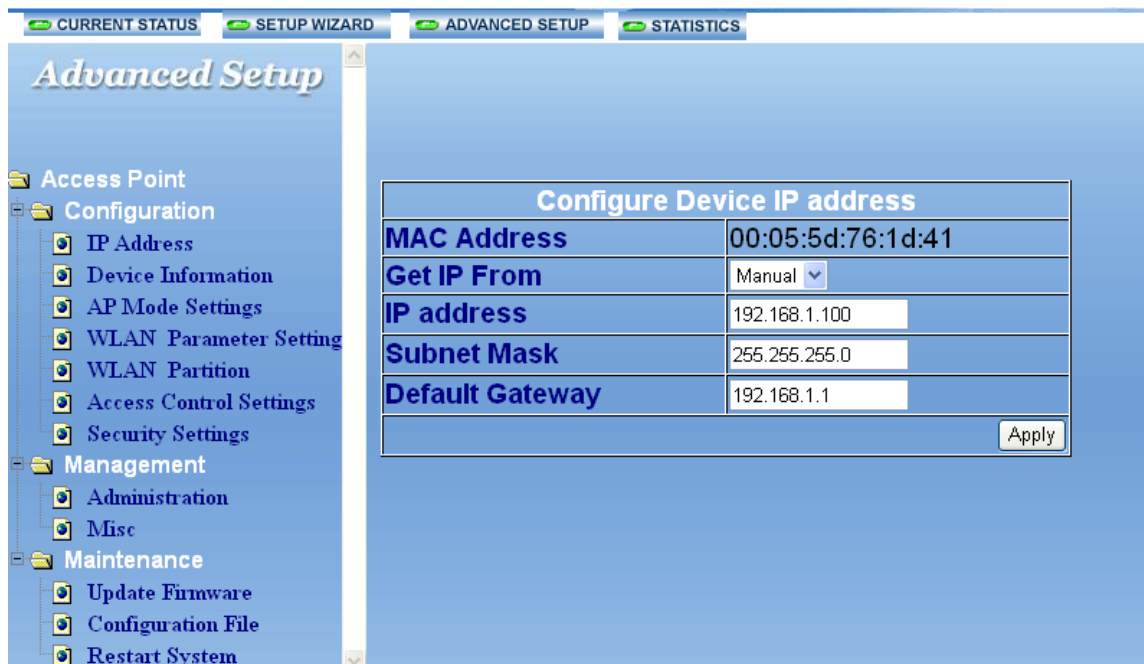 CURRENT STATUS SETUP WIZARD ADVANCED SETUP STATISTICS
Advanced Setup
Access Point
Configuration
IP Address
Device Information
AP Mode Settings
WLAN Parameter Setting
WLAN Partition
Access Control Settings
Security Settings
Management
Administration
Misc
Maintenance
Update Firmware
Configuration File
Restart System
Configure Device IP address
MAC Address 00:05:5d:76:1d:41
Get IP From Manual
IP address 192.168.1.100
Subnet Mask 255.255.255.0
Default Gateway 192.168.1.1
Apply